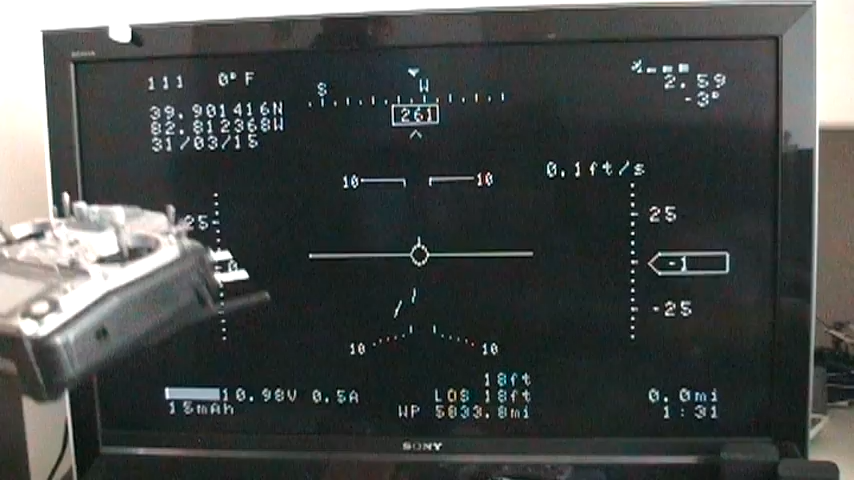 111 0°F
39.901416N
82.812368W
31/03/15
S W
261
2.59
-3°
0.1ft/s
10 10
25
25
-1
0
-25
10 10
10.98V 0.5A
15mAh
18ft
LOS 18ft
WP 5833.8mi
0.0mi
1:31
SONY